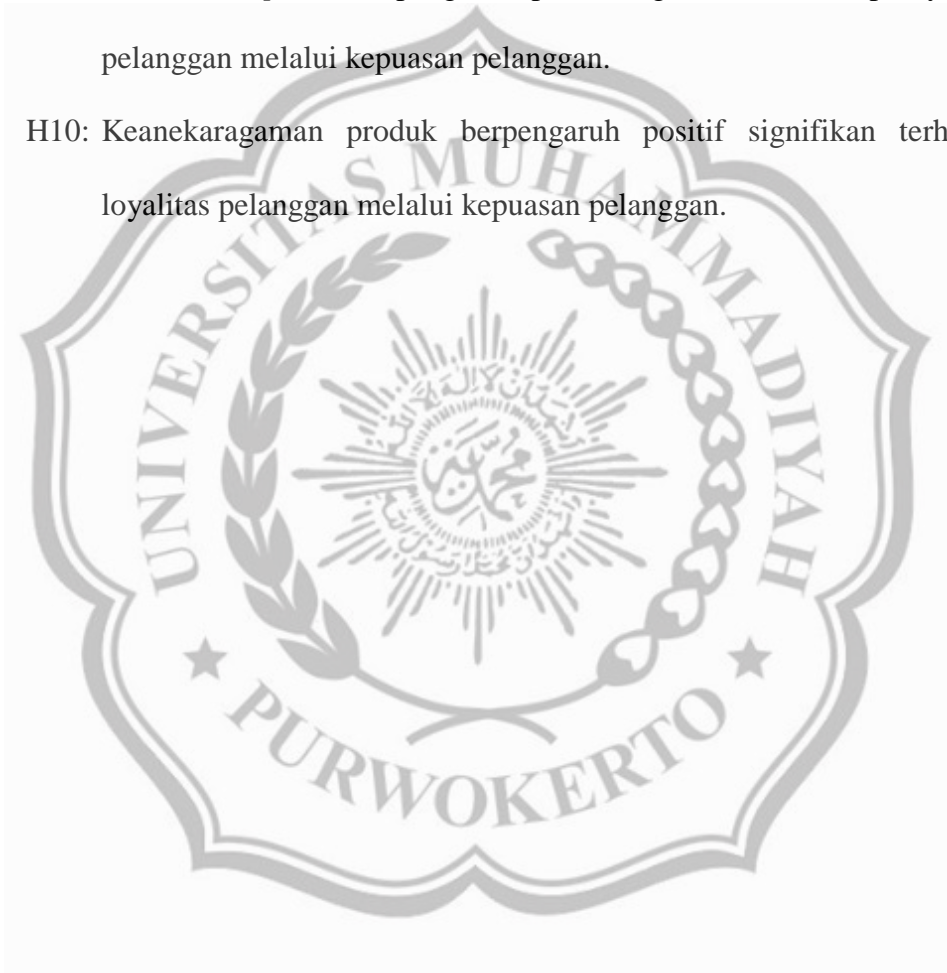 pelanggan melalui kepuasan pelanggan.
H10: Keanekaragaman produk berpengaruh positif signifikan terh
loyalitas pelanggan melalui kepuasan pelanggan.
UNIVERSITAS MUHAMMADIYAH
PURWOKERTO